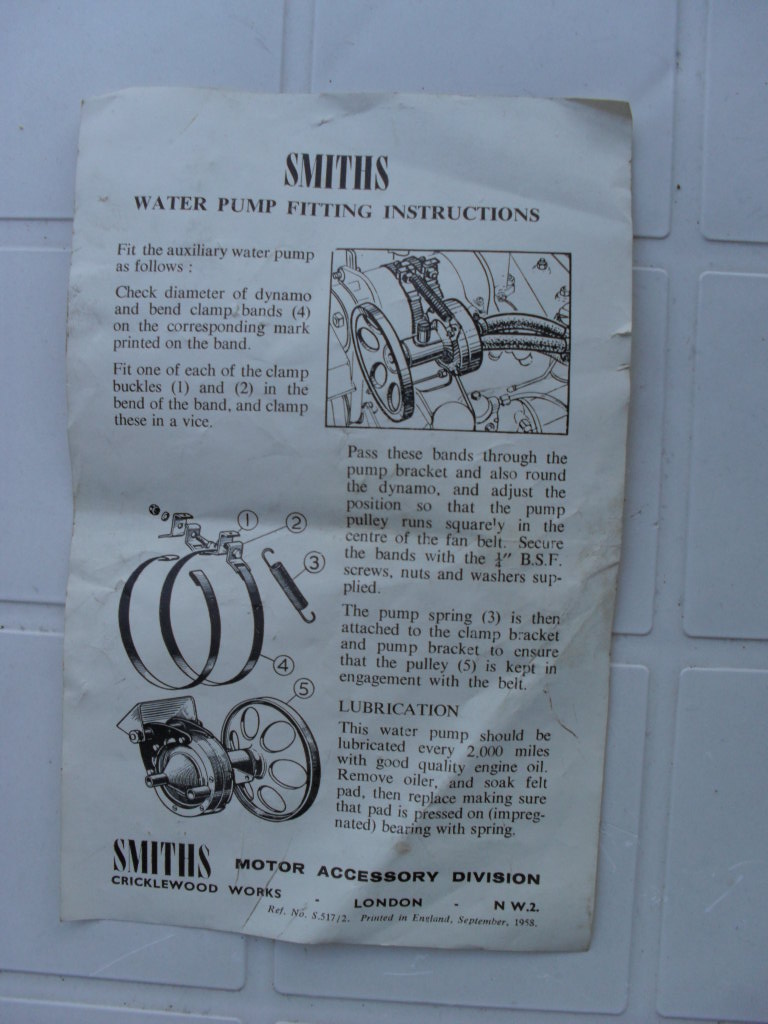 SMITHS
WATER PUMP FITTING INSTRUCTIONS
Fit the auxiliary water pump
as follows :
Check diameter of dynamo
and bend clamp bands (4)
on the corresponding mark
printed on the band.
Fit one of each of the clamp
buckles (1) and (2) in the
bend of the band, and clamp
these in a vice.
Pass these bands through the
pump bracket and also round
the dynamo, and adjust the
position so that the pump
pulley runs squarely in the
centre of the fan belt. Secure
the bands with the ¼″ B.S.F.
screws, nuts and washers sup-
plied.
The pump spring (3) is then
attached to the clamp bracket
and pump bracket to ensure
that the pulley (5) is kept in
engagement with the belt.
1
2
3
4
5
LUBRICATION
This water pump should be
lubricated every 2,000 miles
with good quality engine oil.
Remove oiler, and soak felt
pad, then replace making sure
that pad is pressed on (impreg-
nated) bearing with spring.
SMITHS MOTOR ACCESSORY DIVISION
CRICKLEWOOD WORKS - LONDON - N W.2.
Ref. No. S.517/2. Printed in England, September, 1958.